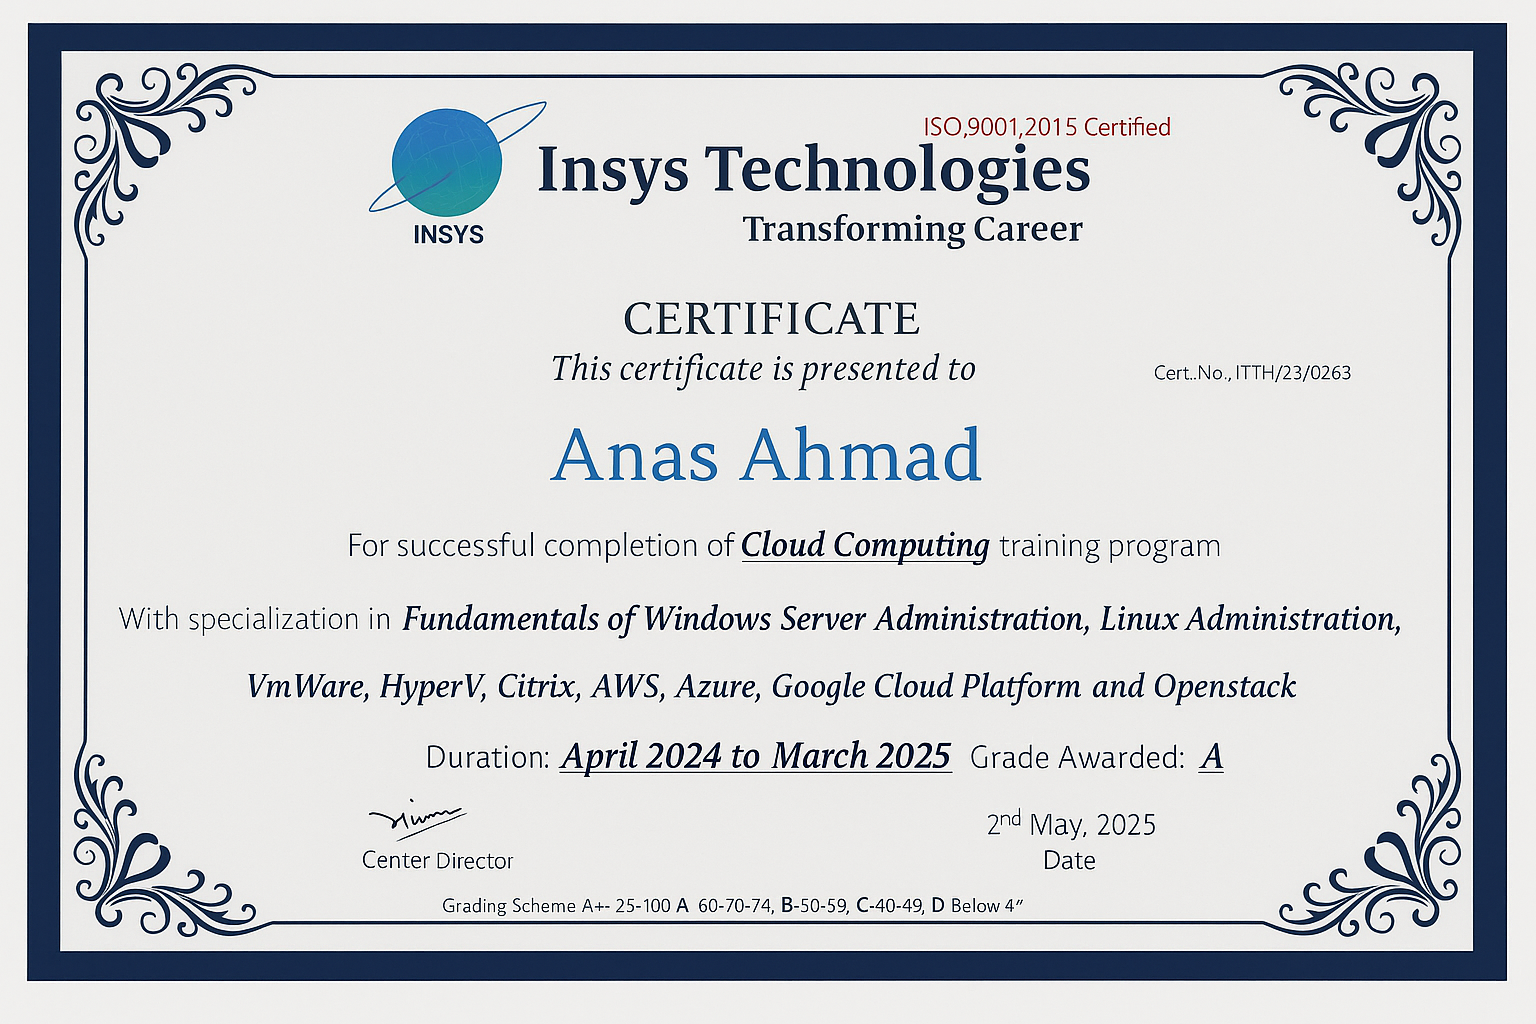 ISO,9001,2015 Certified
Insys Technologies
INSYS
Transforming Career
CERTIFICATE
This certificate is presented to
Cert..No., ITTH/23/0263
Anas Ahmad
For successful completion of Cloud Computing training program
With specialization in Fundamentals of Windows Server Administration, Linux Administration,
VmWare, HyperV, Citrix, AWS, Azure, Google Cloud Platform and Openstack
Duration: April 2024 to March 2025 Grade Awarded: A
2nd May, 2025
Center Director
Date
Grading Scheme A+- 25-100 A 60-70-74, B-50-59, C-40-49, D Below 4″